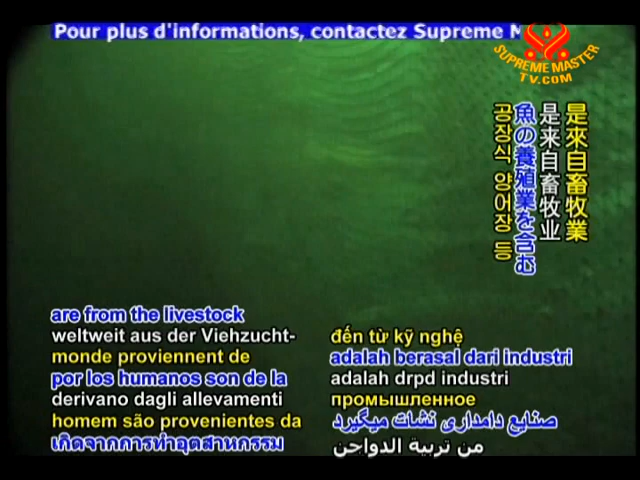 Pour plus d'informations, contactez Supreme M
SUPREME MASTER
TV.COM
是來自畜牧業
是来自畜牧业
魚の養殖業を含む
공장식 양어장 등
are from the livestock
weltweit aus der Viehzucht-
monde proviennent de
por los humanos son de la
derivano dagli allevamenti
homem são provenientes da
เกิดจากการทำอุตสาหกรรม
đến từ kỹ nghệ
adalah berasal dari industri
adalah drpd industri
промышленное
صنایع دامداری نشات میگیرد
من تربية الدواجن